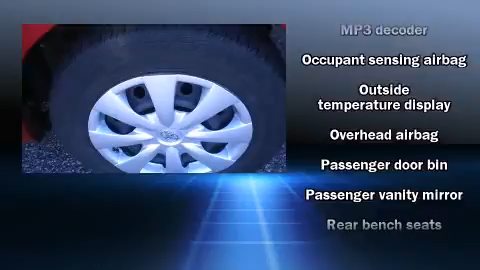 MP3 decoder
Occupant sensing airbag
Outside
temperature display
Overhead airbag
Passenger door bin
Passenger vanity mirror
Rear bench seats